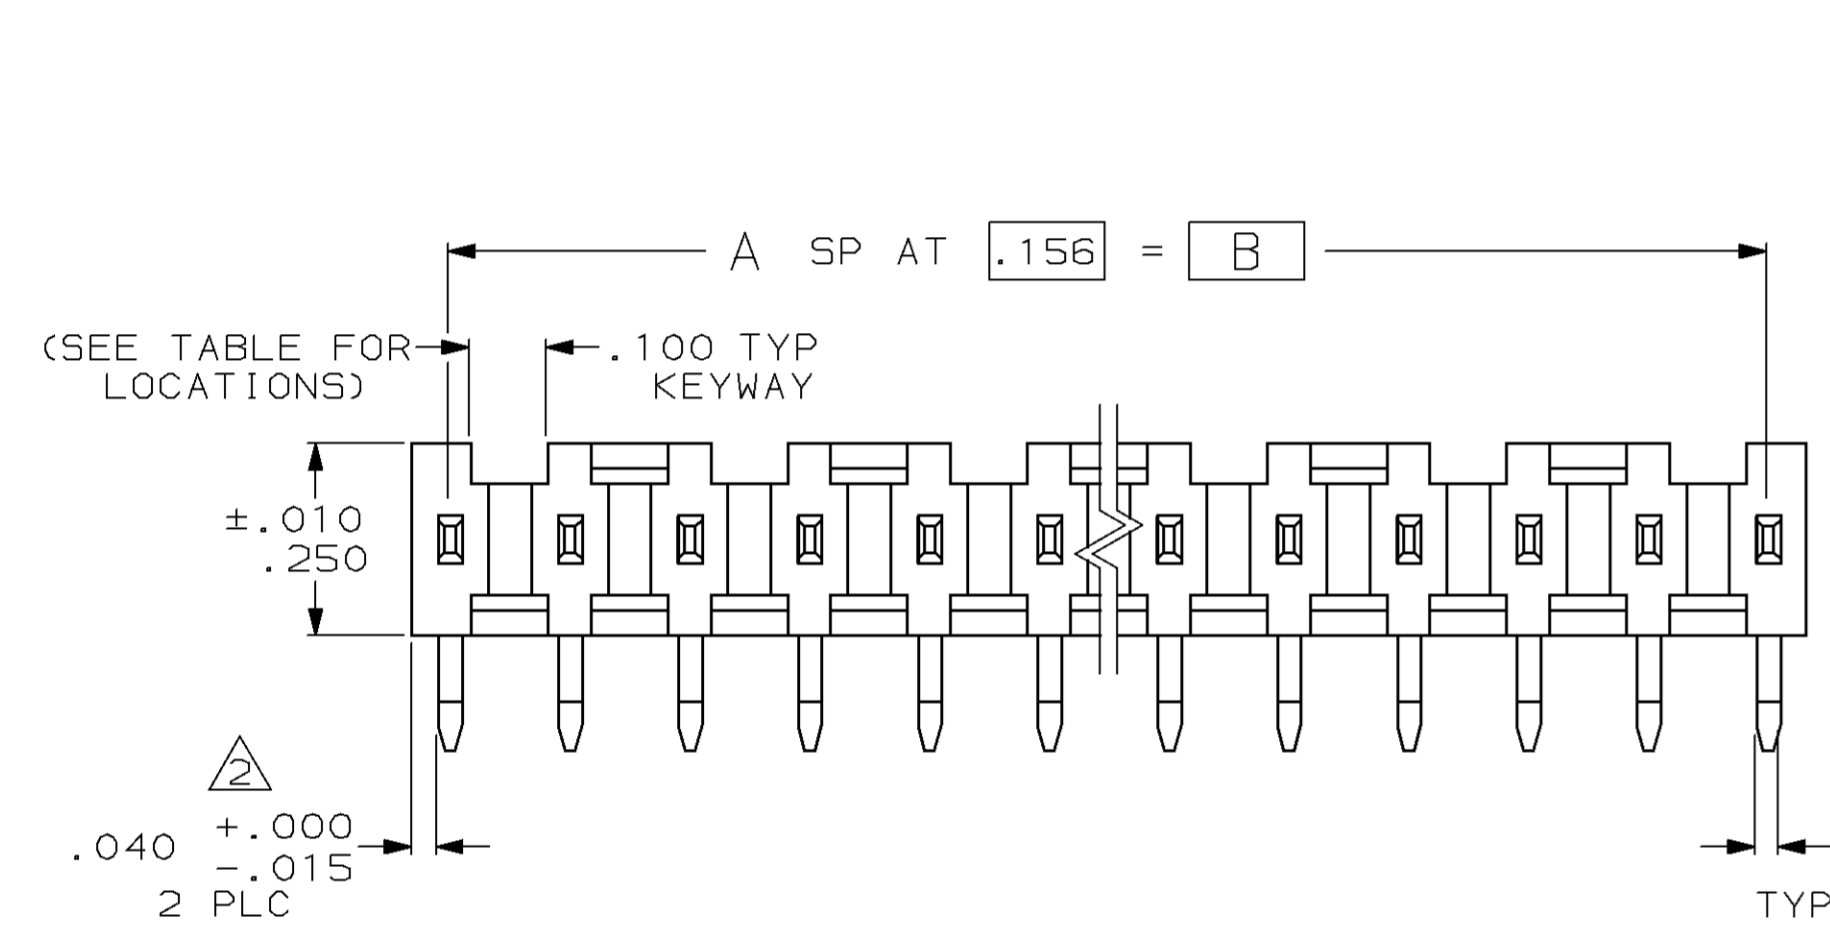 A SP AT .156 = B
(SEE TABLE FOR
LOCATIONS)
.100 TYP
KEYWAY
±.010
.250
2
+.000
.040
-.015
2 PLC
TYP